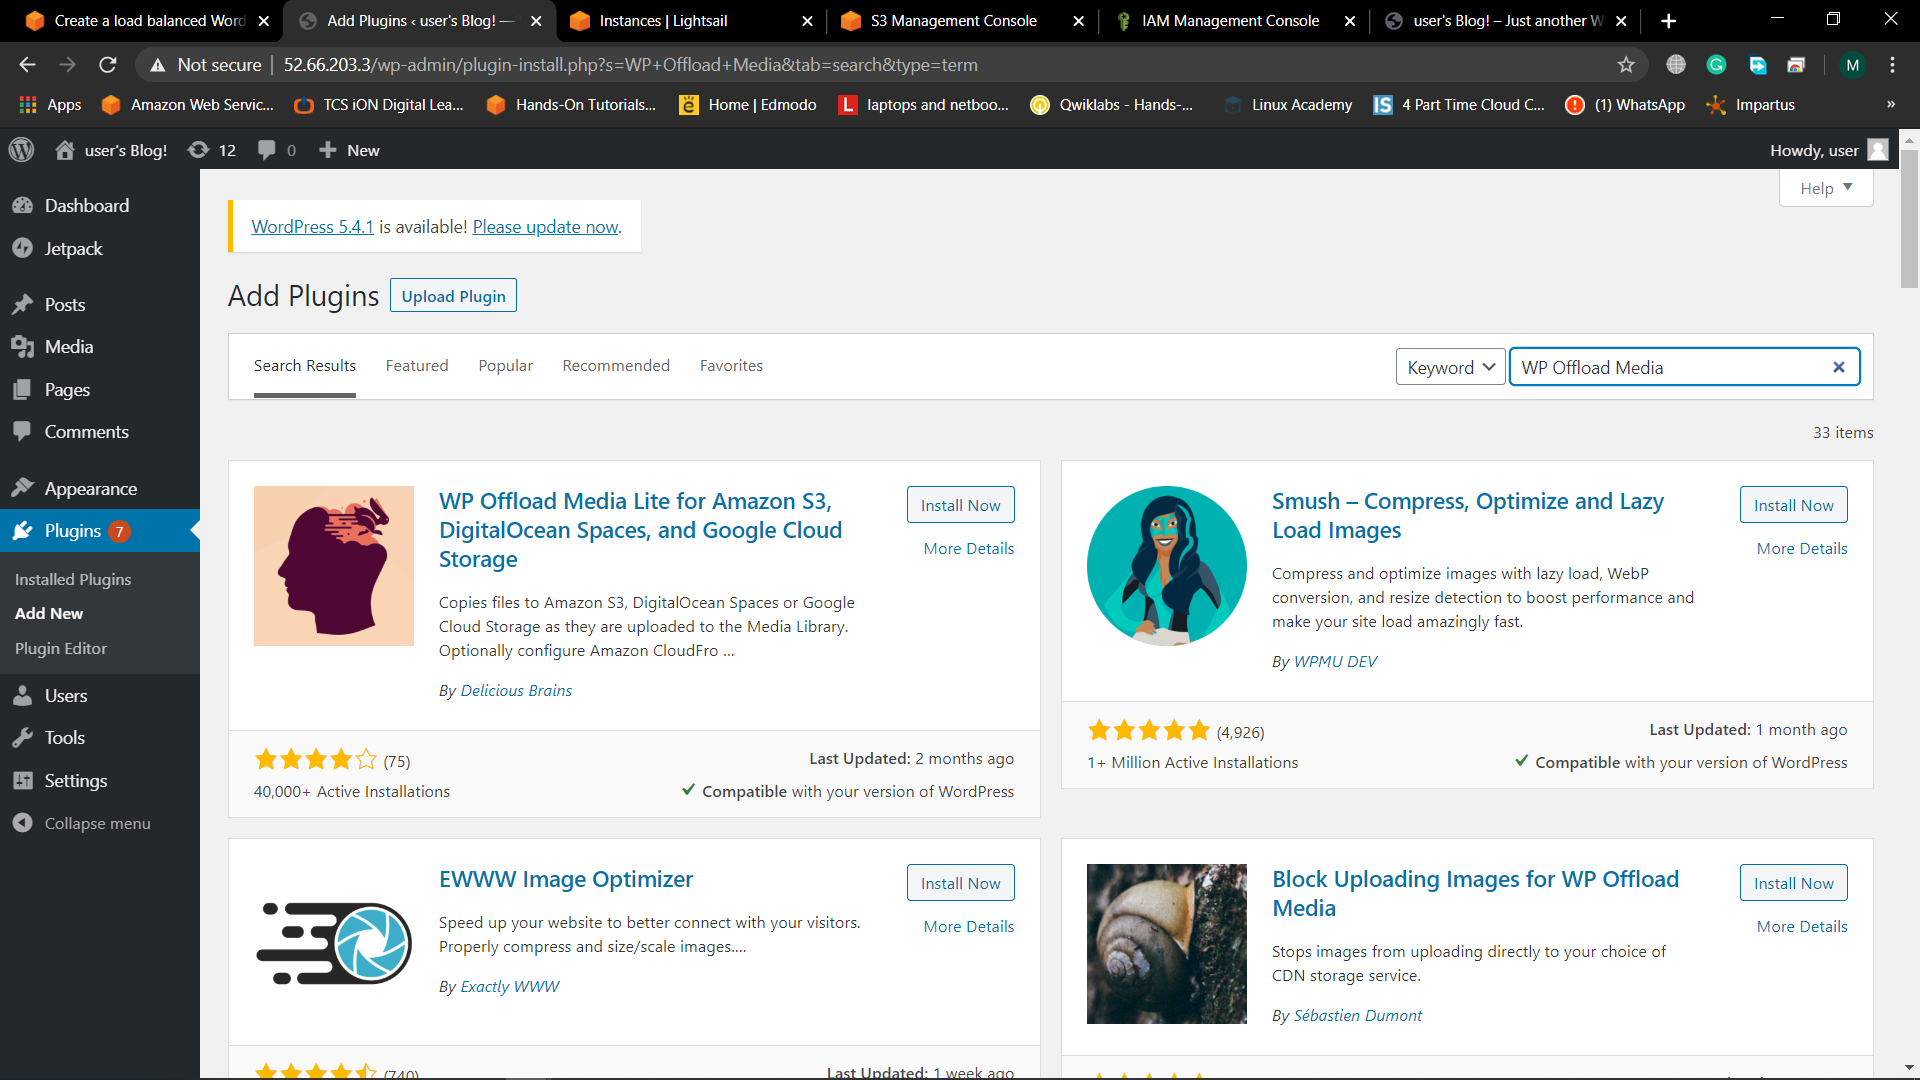 Create a load balanced Word
Add Plugins ‹ user's Blog! —
Instances | Lightsail
S3 Management Console
IAM Management Console
user's Blog! – Just another W
Not secure | 52.66.203.3/wp-admin/plugin-install.php?s=WP+Offload+Media&tab=search&type=term
M
Apps
Amazon Web Servic...
TCS iON Digital Lea...
Hands-On Tutorials...
Home | Edmodo
laptops and netboo...
Qwiklabs - Hands-...
Linux Academy
4 Part Time Cloud C...
(1) WhatsApp
Impartus
»
user's Blog!
12
0
New
Howdy, user
Help
Dashboard
Jetpack
Posts
Media
Pages
Comments
Appearance
Plugins 7
Installed Plugins
Add New
Plugin Editor
Users
Tools
Settings
Collapse menu
WordPress 5.4.1 is available! Please update now.
Add Plugins
Upload Plugin
Search Results
Featured
Popular
Recommended
Favorites
Keyword
WP Offload Media
33 items
WP Offload Media Lite for Amazon S3,
DigitalOcean Spaces, and Google Cloud
Storage
Install Now
More Details
Copies files to Amazon S3, DigitalOcean Spaces or Google
Cloud Storage as they are uploaded to the Media Library.
Optionally configure Amazon CloudFro ...
By Delicious Brains
(75)
Last Updated: 2 months ago
40,000+ Active Installations
Compatible with your version of WordPress
Smush – Compress, Optimize and Lazy
Load Images
Install Now
More Details
Compress and optimize images with lazy load, WebP
conversion, and resize detection to boost performance and
make your site load amazingly fast.
By WPMU DEV
(4,926)
Last Updated: 1 month ago
1+ Million Active Installations
Compatible with your version of WordPress
EWWW Image Optimizer
Install Now
More Details
Speed up your website to better connect with your visitors.
Properly compress and size/scale images....
By Exactly WWW
(740)
Last Updated: 1 week ago
Block Uploading Images for WP Offload
Media
Install Now
More Details
Stops images from uploading directly to your choice of
CDN storage service.
By Sébastien Dumont